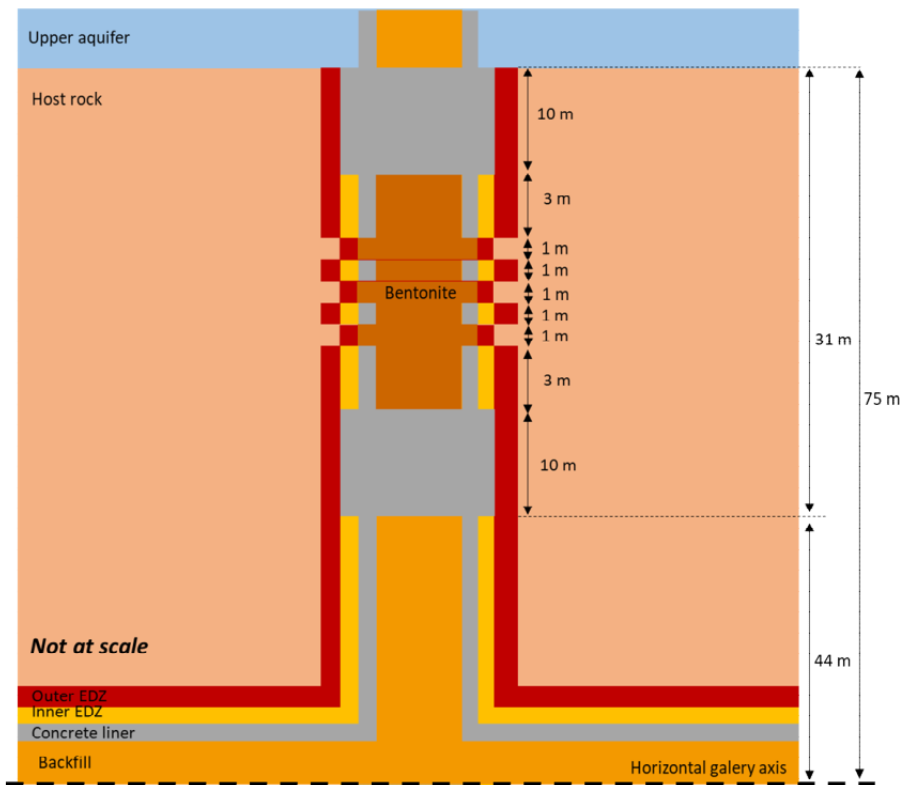 Upper aquifer
Host rock
10 m
3 m
1 m
1 m
Bentonite
1 m
1 m
1 m
31 m
3 m
75 m
10 m
Not at scale
44 m
Outer EDZ
Inner EDZ
Concrete liner
Backfill
Horizontal galery axis